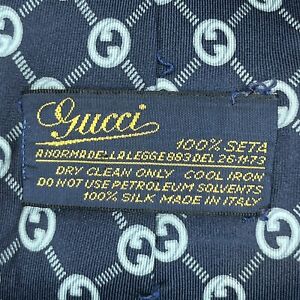 Gucci
100% SETA
A NORMA DELLA LEGGE 883 DEL 26.11.73
DRY CLEAN ONLY COOL IRON
DO NOT USE PETROLEUM SOLVENTS
100% SILK MADE IN ITALY